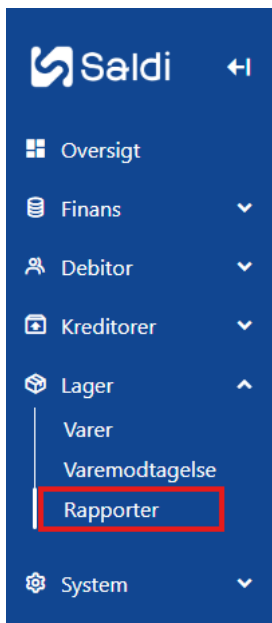 Saldi
Oversigt
Finans
Debitor
Kreditorer
Lager
Varer
Varemodtagelse
Rapporter
System